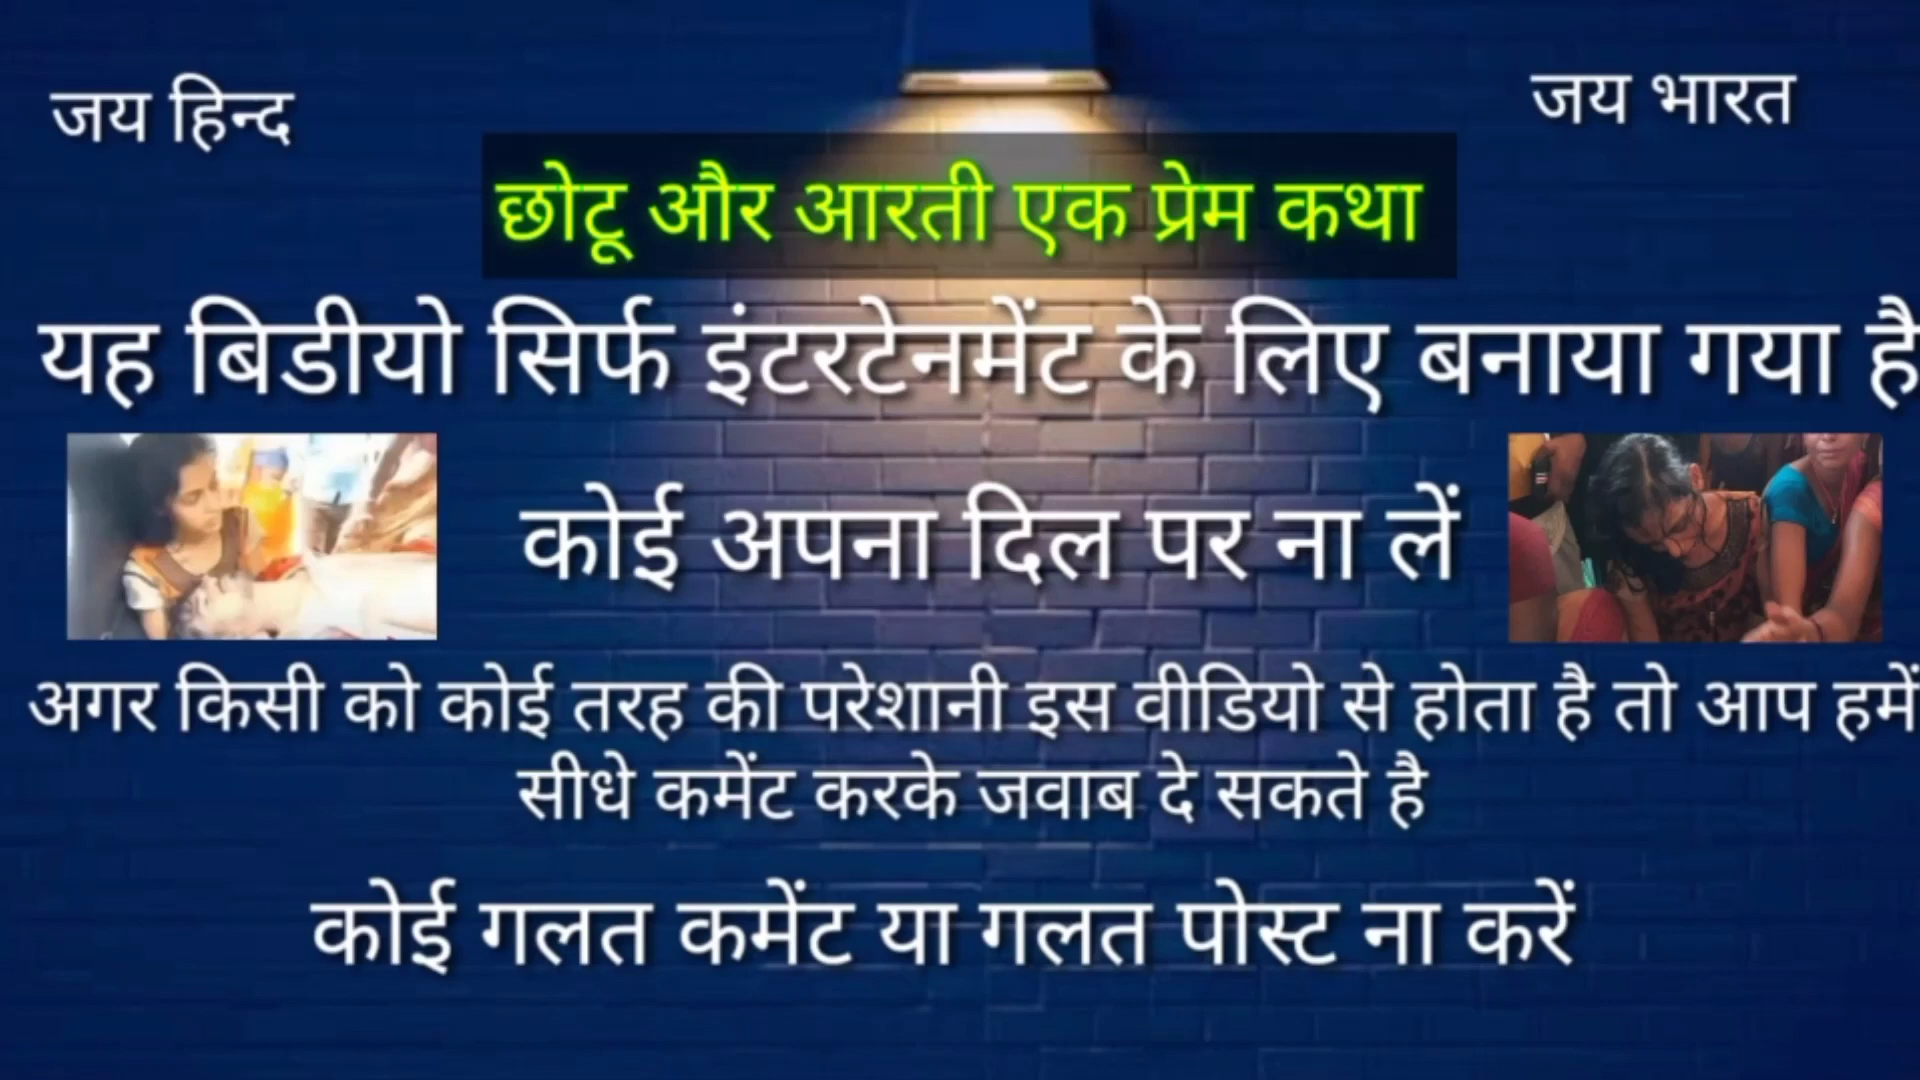 जय हिन्द
जय भारत
छोटू और आरती एक प्रेम कथा
यह बिडीयो सिर्फ इंटरटेनमेंट के लिए बनाया गया है
कोई अपना दिल पर ना लें
अगर किसी को कोई तरह की परेशानी इस वीडियो से होता है तो आप हमें
सीधे कमेंट करके जवाब दे सकते है
कोई गलत कमेंट या गलत पोस्ट ना करें